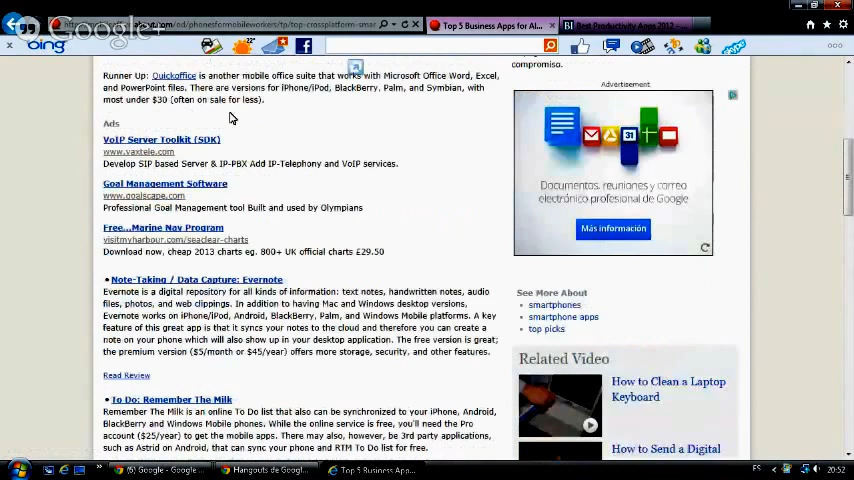 Google+
Top 5 Business Apps for Al...
Best Productivity Apps 2012 — ...
bing
22°
skype
Runner Up: Quickoffice is another mobile office suite that works with Microsoft Office Word, Excel,
and PowerPoint files. There are versions for iPhone/iPod, BlackBerry, Palm, and Symbian, with
most under $30 (often on sale for less).
Ads
VoIP Server Toolkit (SDK)
www.vaxtele.com
Develop SIP based Server & IP-PBX Add IP-Telephony and VoIP services.
Goal Management Software
www.goalscape.com
Professional Goal Management tool Built and used by Olympians
Free...Marine Nav Program
visitmyharbour.com/seaclear-charts
Download now, cheap 2013 charts eg. 800+ UK official charts £29.50
Note-Taking / Data Capture: Evernote
Evernote is a digital repository for all kinds of information: text notes, handwritten notes, audio
files, photos, and web clippings. In addition to having Mac and Windows desktop versions,
Evernote works on iPhone/iPod, Android, BlackBerry, Palm, and Windows Mobile platforms. A key
feature of this great app is that it syncs your notes to the cloud and therefore you can create a
note on your phone which will also show up in your desktop application. The free version is great;
the premium version ($5/month or $45/year) offers more storage, security, and other features.
Read Review
To Do: Remember The Milk
Remember The Milk is an online To Do list that also can be synchronized to your iPhone, Android,
BlackBerry and Windows Mobile phones. While the online service is free, you'll need the Pro
account ($25/year) to get the mobile apps. There may also, however, be 3rd party applications,
such as Astrid on Android, that can sync your phone and RTM To Do list for free.
compromiso.
Advertisement
31
Documentos, reuniones y correo
electrónico profesional de Google
Más información
See More About
smartphones
smartphone apps
top picks
Related Video
How to Clean a Laptop
Keyboard
How to Send a Digital
(6) Google - Google ...
Hangouts de Googl...
Top 5 Business App...
ES
20:52